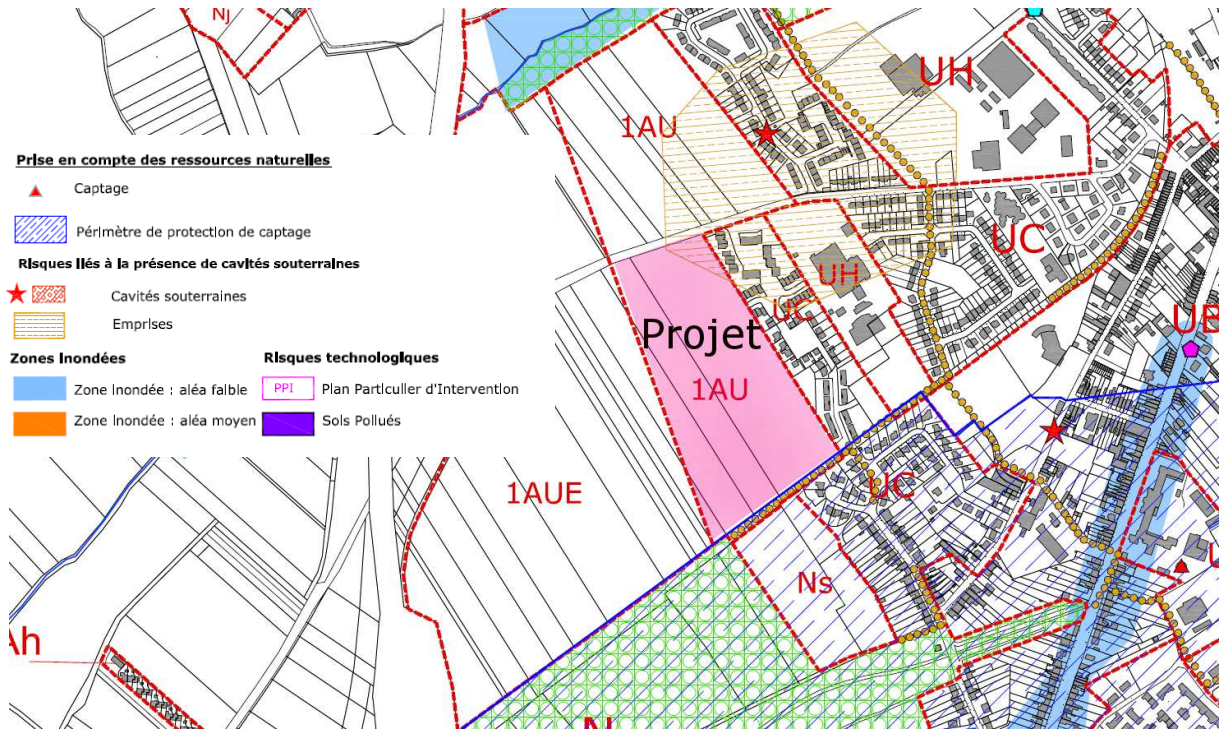 Nj
UH
1AU
Prise en compte des ressources naturelles
Captage
Périmètre de protection de captage
Risques liés à la présence de cavités souterraines
Cavités souterraines
Emprises
Zones Inondées
Risques technologiques
Zone Inondée : aléa faible
PPI
Plan Particulier d'Intervention
Zone Inondée : aléa moyen
Sols Pollués
UC
UH
UC
UB
Projet
1AU
1AUE
UC
Ns
U
Ah
N